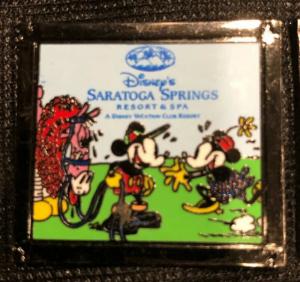 Disney's
SARATOGA SPRINGS
RESORT & SPA
A DISNEY VACATION CLUB RESORT